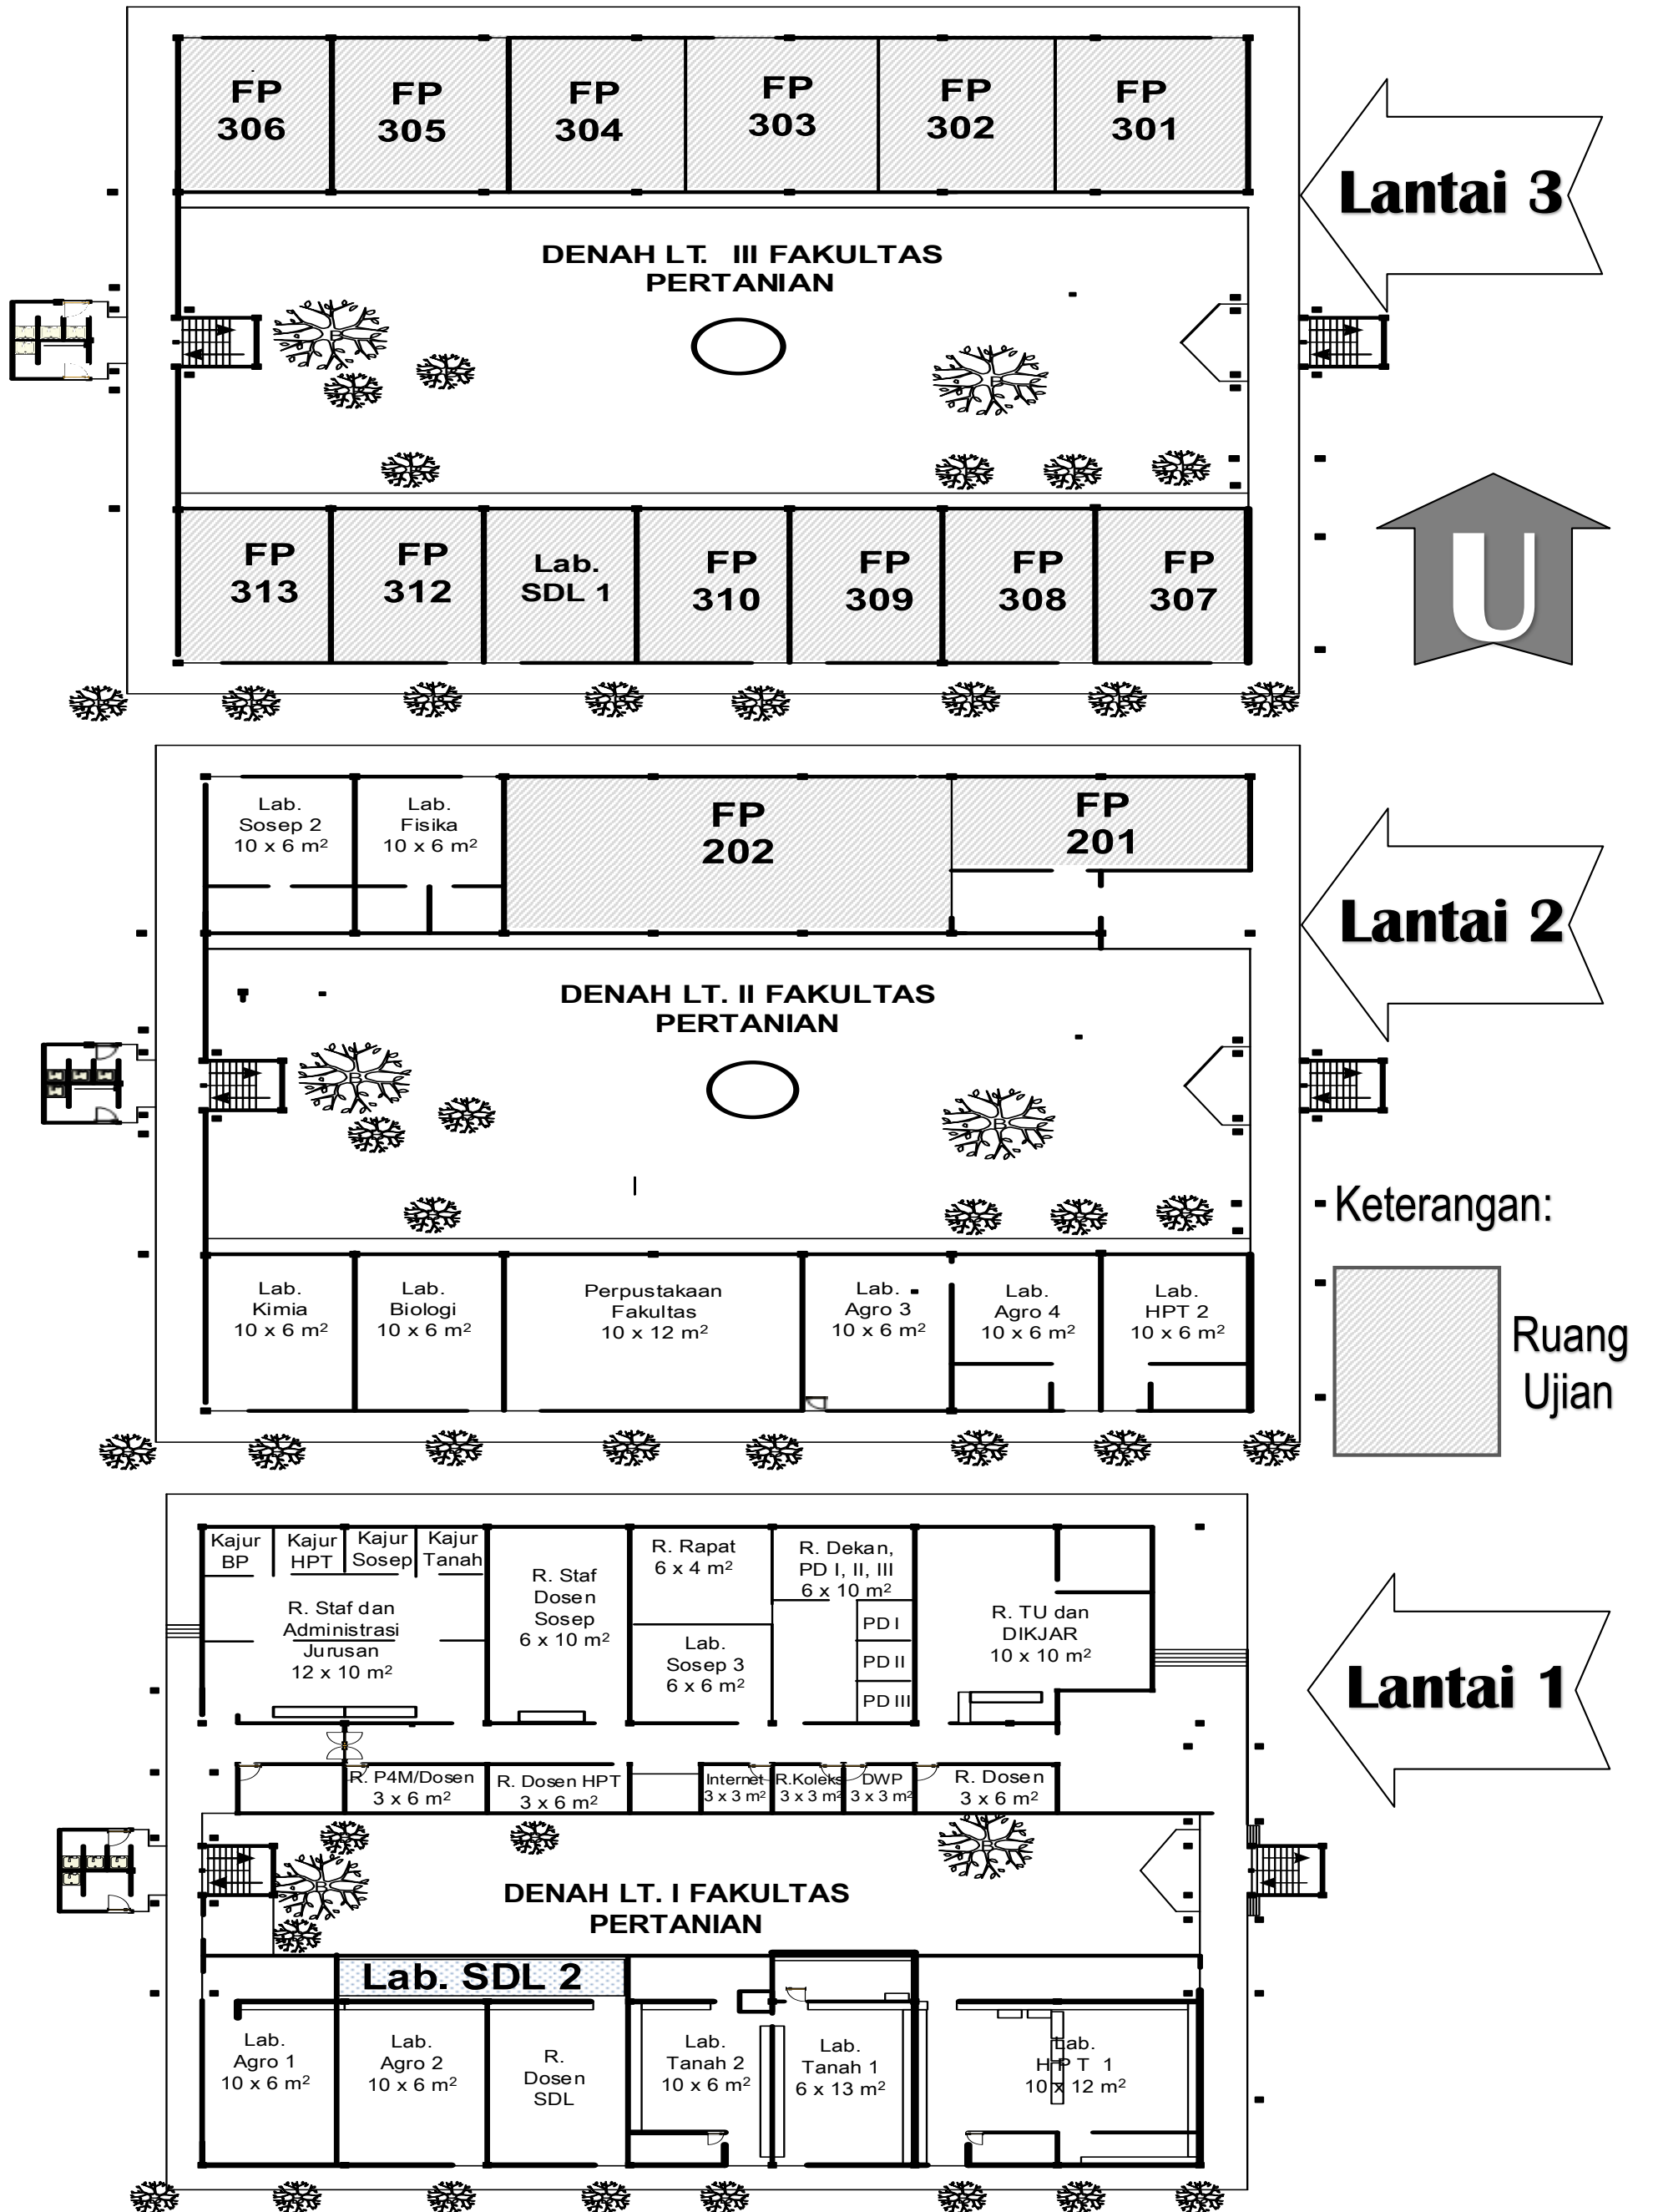 FP
306
FP
305
FP
304
FP
303
FP
302
FP
301
Lantai 3
DENAH LT. III FAKULTAS
PERTANIAN
U
FP
313
FP
312
Lab.
SDL 1
FP
310
FP
309
FP
308
FP
307
Lab.
Sosep 2
10 x 6 m²
Lab.
Fisika
10 x 6 m²
FP
202
FP
201
Lantai 2
DENAH LT. II FAKULTAS
PERTANIAN
B
B
Keterangan:
Ruang
Ujian
Lab.
Kimia
10 x 6 m²
Lab.
Biologi
10 x 6 m²
Perpustakaan
Fakultas
10 x 12 m²
Lab.
Agro 3
10 x 6 m²
Lab.
Agro 4
10 x 6 m²
Lab.
HPT 2
10 x 6 m²
Kajur
BP
Kajur
HPT
Kajur
Sosep
Kajur
Tanah
R. Staf dan
Administrasi
Jurusan
12 x 10 m²
R. Staf
Dosen
Sosep
6 x 10 m²
R. Rapat
6 x 4 m²
Lab.
Sosep 3
6 x 6 m²
R. Dekan,
PD I, II, III
6 x 10 m²
PD I
PD II
PD III
R. TU dan
DIKJAR
10 x 10 m²
Lantai 1
R. P4M/Dosen
3 x 6 m²
R. Dosen HPT
3 x 6 m²
Internet
3 x 3 m²
R.Koleks
3 x 3 m²
DWP
3 x 3 m²
R. Dosen
3 x 6 m²
B
B
DENAH LT. I FAKULTAS
PERTANIAN
Lab. SDL 2
Lab.
Agro 1
10 x 6 m²
Lab.
Agro 2
10 x 6 m²
R.
Dosen
SDL
Lab.
Tanah 2
10 x 6 m²
Lab.
Tanah 1
6 x 13 m²
Lab.
HPT 1
10 x 12 m²